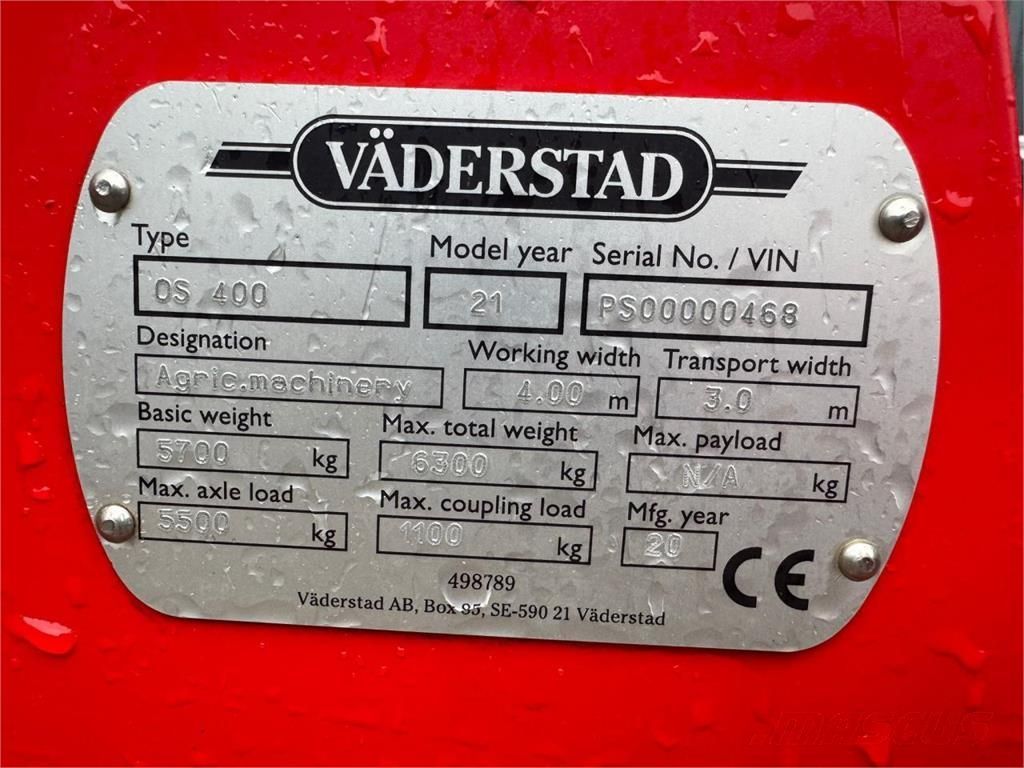 VÄDERSTAD
Type Model year Serial No. / VIN
OS 400 21 PS00000468
Designation Working width Transport width
Agric.machinery 4.00 m 3.0 m
Basic weight Max. total weight Max. payload
5700 kg 6300 kg N/A kg
Max. axle load Max. coupling load Mfg. year
5500 kg 1100 kg 20
CE
498789
Väderstad AB, Box 85, SE-590 21 Väderstad
mascus